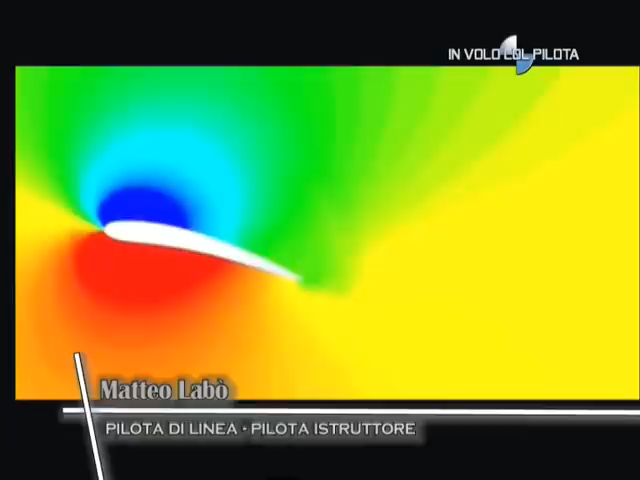 IN VOLO COL PILOTA
Matteo Labò
PILOTA DI LINEA - PILOTA ISTRUTTORE